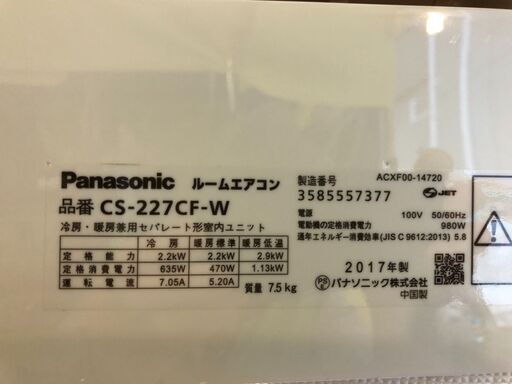 Panasonic ルームエアコン
品番 CS-227CF-W
冷房・暖房兼用セパレート形室内ユニット
冷房 暖房標準 暖房低温
定格能力 2.2kW 2.2kW 2.9kW
定格消費電力 635W 470W 1.13kW
運転電流 7.05A 5.20A
質量 7.5kg
ACXF00-14720
製造番号
3585557377
JET
電源 100V 50/60Hz
電動機の定格消費電力 980W
通年エネルギー消費効率(JIS C 9612:2013) 5.8
2017年製
PS E
パナソニック株式会社
中国製